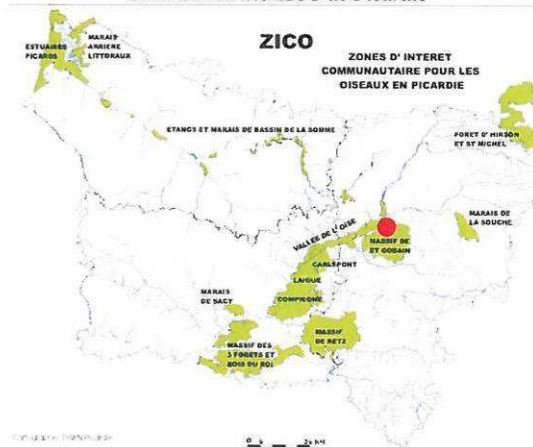 ZICO
ZONES D' INTERET
COMMUNAUTAIRE POUR LES
OISEAUX EN PICARDIE
ESTUAIRES
PICARDS
MARAIS
ARRIERE
LITTORAUX
ETANGS ET MARAIS DE BASSIN DE LA SOMME
FORET D' HIRSON
ET ST MICHEL
MARAIS DE
LA SOUCHE
VALLEE DE L'OISE
MASSIF DE
ST GOBAIN
CARLEPONT
LAIGUE
COMPIEGNE
MARAIS
DE SACY
MASSIF
DE RETZ
MASSIF DES
3 FORETS ET
BOIS DU ROI